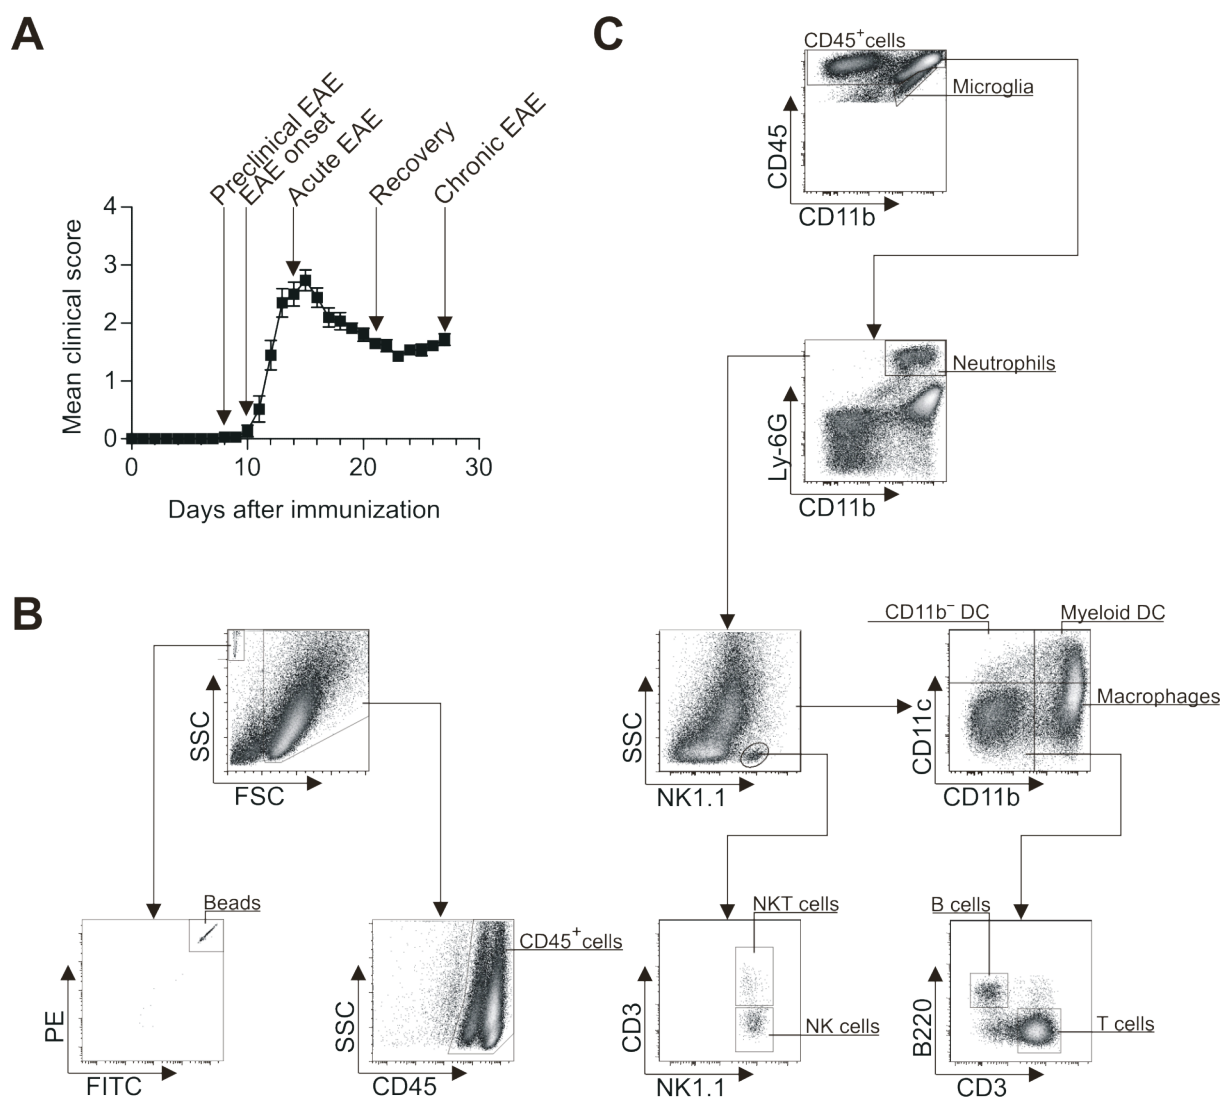 A
Preclinical EAE
EAE onset
Acute EAE
Recovery
Chronic EAE
Mean clinical score
4
3
2
1
0
0
10
20
30
Days after immunization
B
SSC
FSC
Beads
PE
FITC
CD45+cells
SSC
CD45
C
CD45+cells
Microglia
CD45
CD11b
Neutrophils
Ly-6G
CD11b
SSC
NK1.1
CD11b− DC
Myeloid DC
Macrophages
CD11c
CD11b
NKT cells
NK cells
CD3
NK1.1
B cells
T cells
B220
CD3